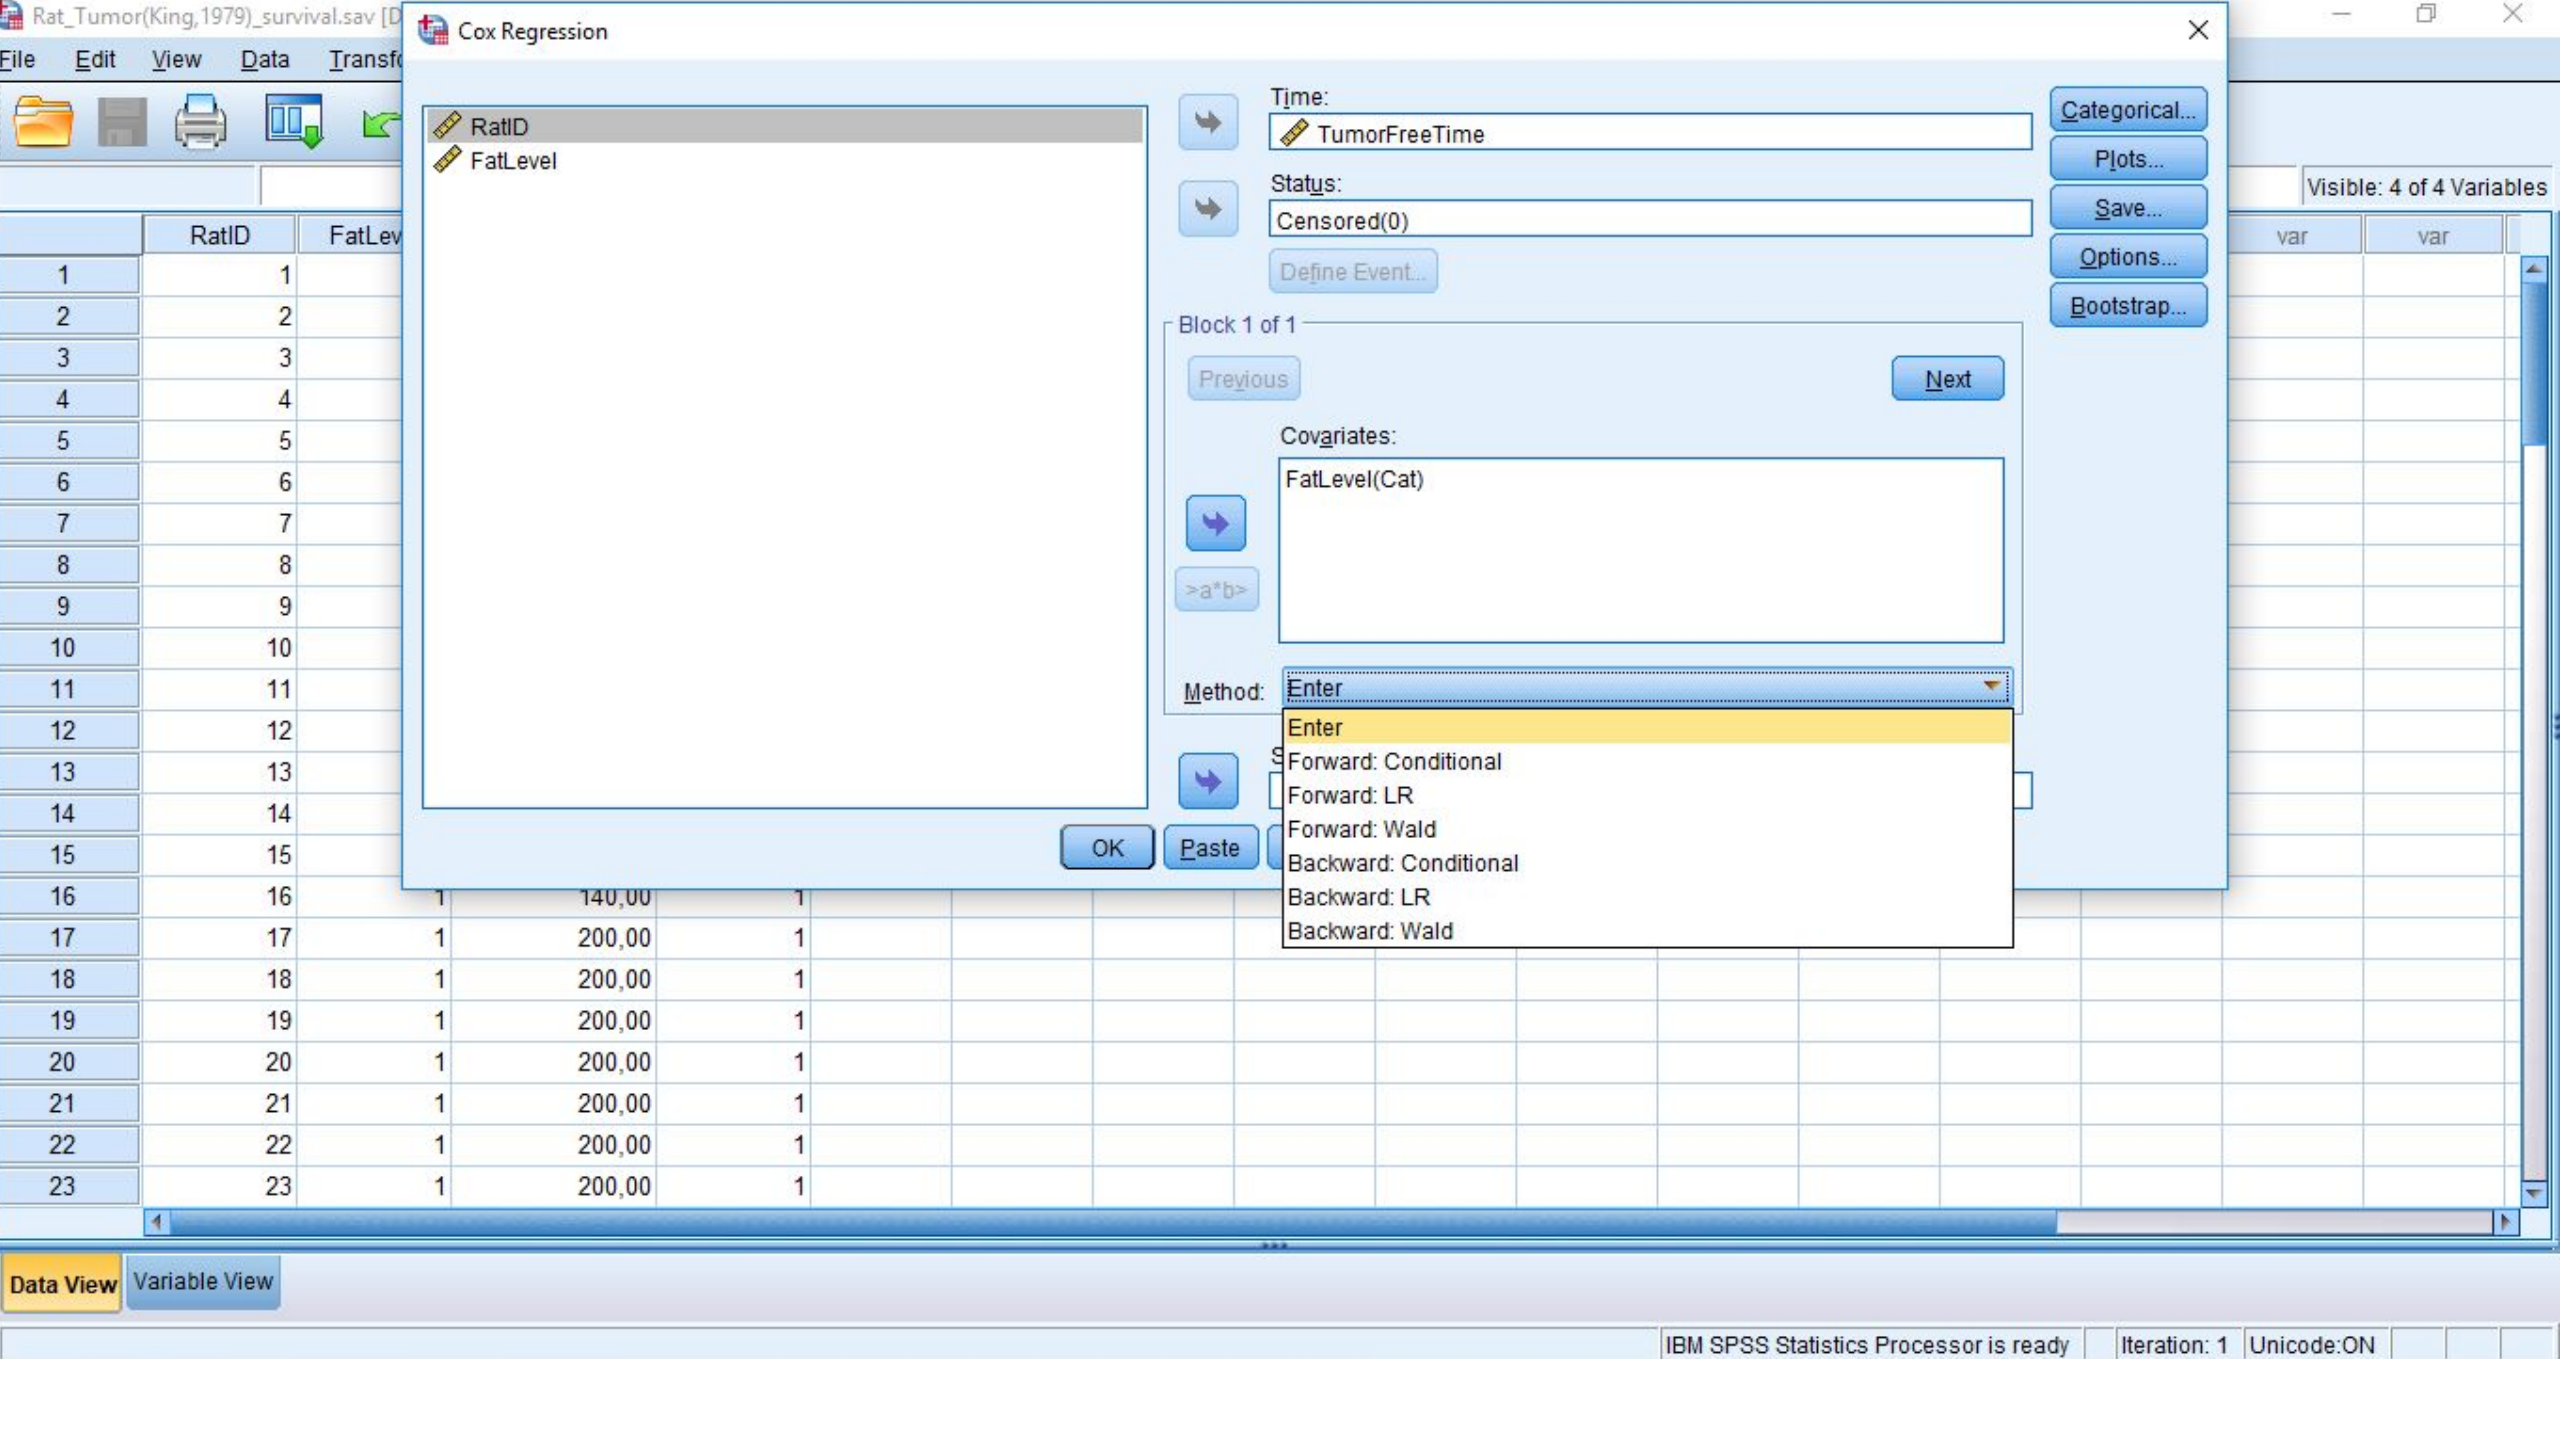 Rat_Tumor(King,1979)_survival.sav [D
Cox Regression
File Edit View Data Transfo
RatID
FatLevel
Time:
TumorFreeTime
Status:
Censored(0)
Define Event...
Block 1 of 1
Previous
Next
Covariates:
FatLevel(Cat)
>a*b>
Method: Enter
Enter
Forward: Conditional
Forward: LR
Forward: Wald
Backward: Conditional
Backward: LR
Backward: Wald
S
OK
Paste
Categorical...
Plots...
Save...
Options...
Bootstrap...
Visible: 4 of 4 Variables
RatID FatLev var var
1 1
2 2
3 3
4 4
5 5
6 6
7 7
8 8
9 9
10 10
11 11
12 12
13 13
14 14
15 15
16 16 1 140,00 1
17 17 1 200,00 1
18 18 1 200,00 1
19 19 1 200,00 1
20 20 1 200,00 1
21 21 1 200,00 1
22 22 1 200,00 1
23 23 1 200,00 1
Data View Variable View
IBM SPSS Statistics Processor is ready Iteration: 1 Unicode:ON